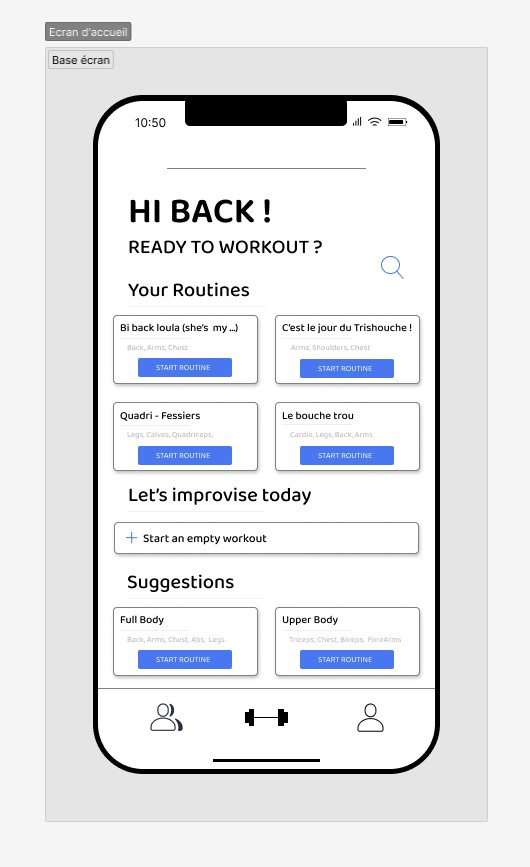 Ecran d'accueil
Base écran
10:50
HI BACK !
READY TO WORKOUT ?
Your Routines
Bi back loula (she's my ...)
Back, Arms, Chest
START ROUTINE
C'est le jour du Trishouche !
Arms, Shoulders, Chest
START ROUTINE
Quadri - Fessiers
Legs, Calves, Quadriceps,
START ROUTINE
Le bouche trou
Cardio, Legs, Back, Arms
START ROUTINE
Let's improvise today
Start an empty workout
Suggestions
Full Body
Back, Arms, Chest, Abs, Legs
START ROUTINE
Upper Body
Triceps, Chest, Biceps, ForeArms
START ROUTINE